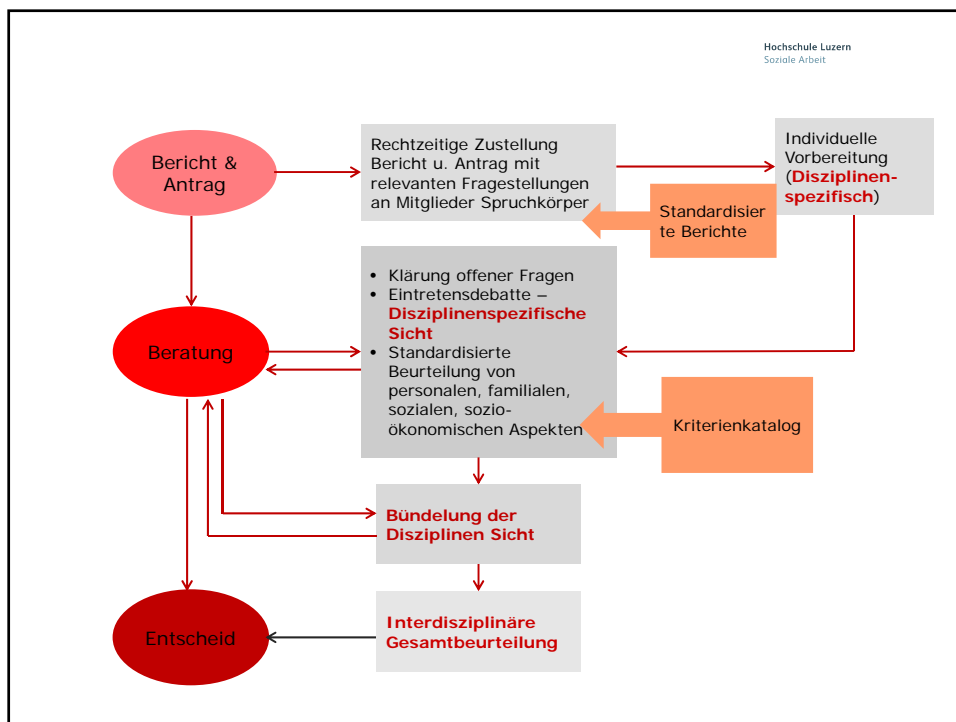 Hochschule Luzern
Soziale Arbeit
Bericht &
Antrag
Rechtzeitige Zustellung
Bericht u. Antrag mit
relevanten Fragestellungen
an Mitglieder Spruchkörper
Individuelle
Vorbereitung
(Disziplinen-
spezifisch)
Standardisier
te Berichte
Beratung
• Klärung offener Fragen
• Eintretensdebatte –
Disziplinenspezifische
Sicht
• Standardisierte
Beurteilung von
personalen, familialen,
sozialen, sozio-
ökonomischen Aspekten
Kriterienkatalog
Bündelung der
Disziplinen Sicht
Entscheid
Interdisziplinäre
Gesamtbeurteilung